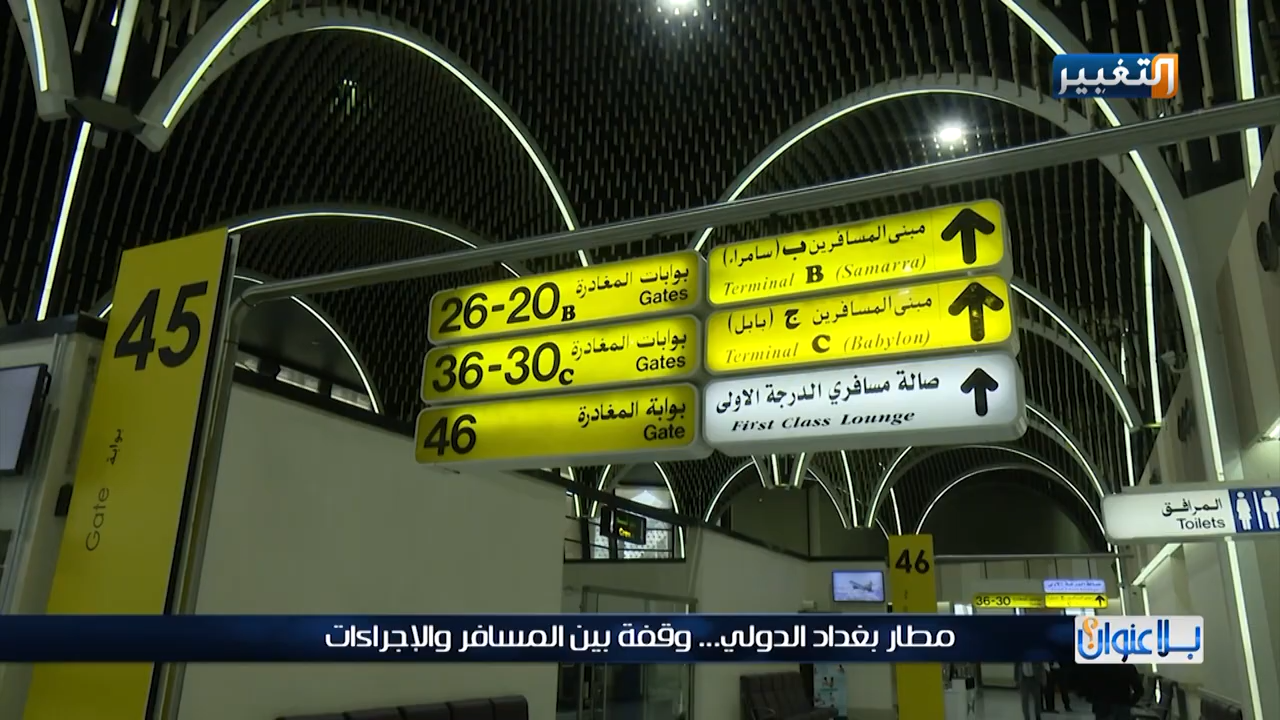 التغيير
مبنى المسافرين ب (سامراء)
Terminal B (Samarra)
مبنى المسافرين ج (بابل)
Terminal C (Babylon)
صالة مسافري الدرجة الاولى
First Class Lounge
بوابات المغادرة
26-20B Gates
بوابات المغادرة
36-30C Gates
بوابة المغادرة
46 Gate
45
بوابة
Gate
المرافق
Toilets
46
36-30
مطار بغداد الدولي... وقفة بين المسافر والإجراءات
بلا عنوان